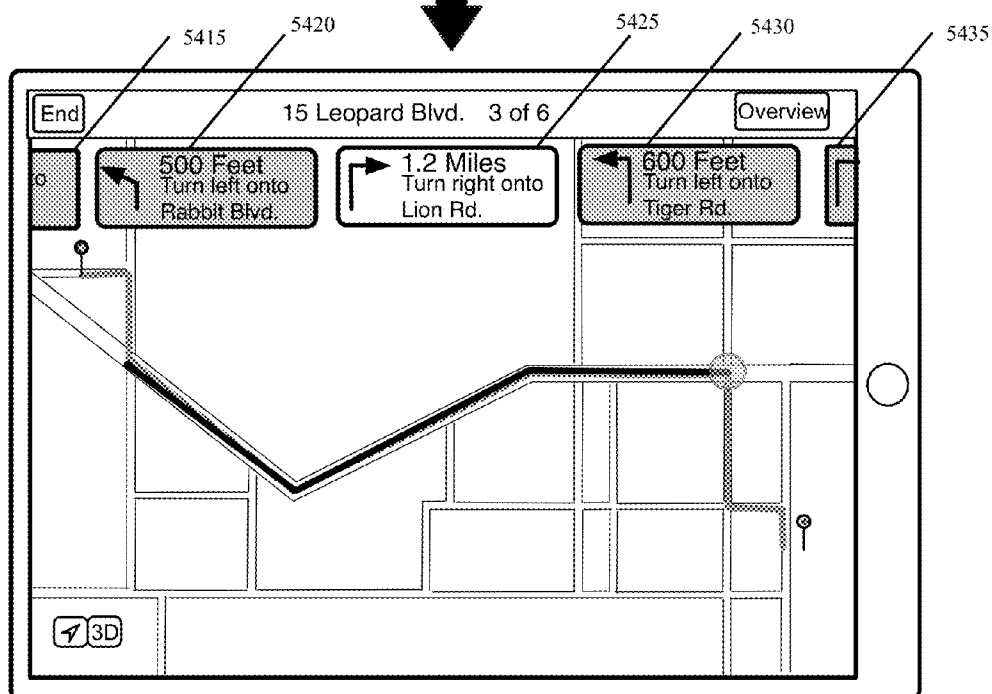 5415
5420
5425
5430
5435
End
15 Leopard Blvd. 3 of 6
Overview
500 Feet
Turn left onto
Rabbit Blvd.
1.2 Miles
Turn right onto
Lion Rd.
600 Feet
Turn left onto
Tiger Rd.
3D